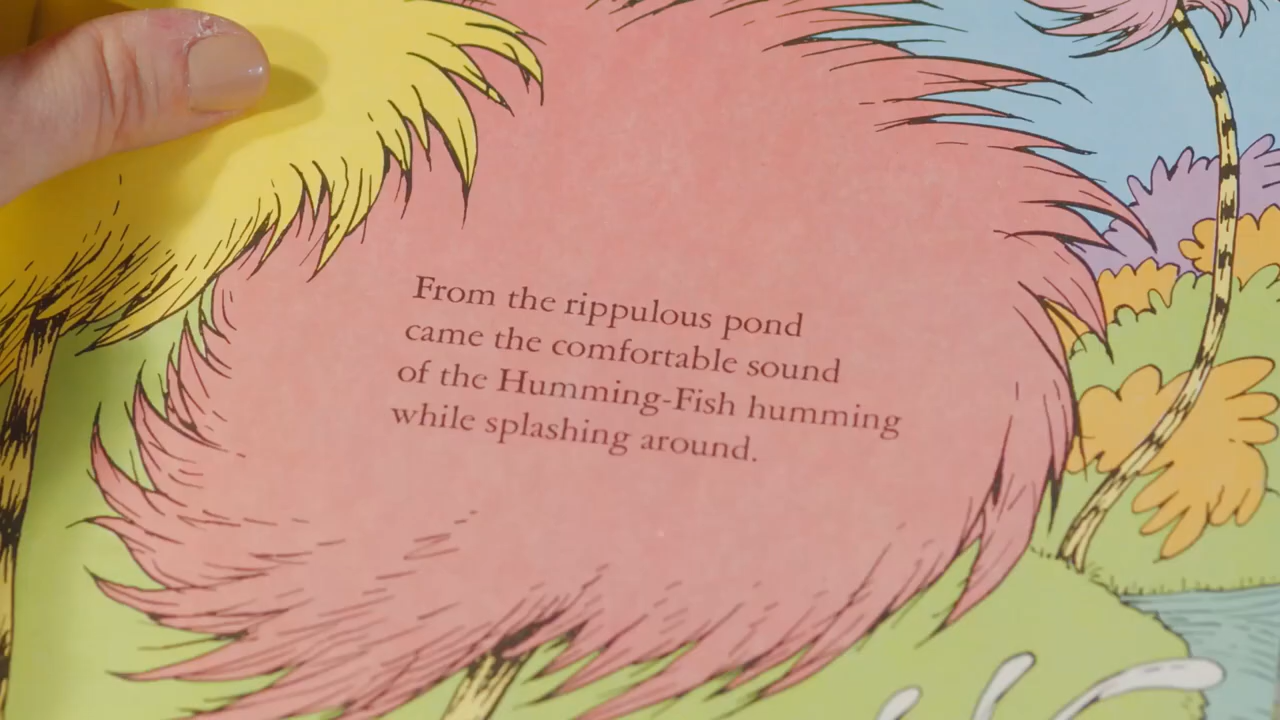 From the rippulous pond
came the comfortable sound
of the Humming-Fish humming
while splashing around.